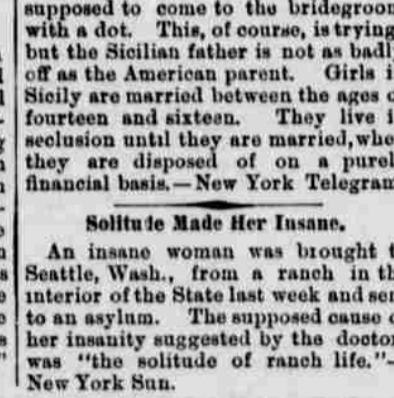 supposed to come to the bridegroon
with a dot. This, of course, is trying
but the Sicilian father is not as badl
off as the American parent. Girls i
Sicily are married between the ages o
fourteen and sixteen. They live i
seclusion until they are married, whe
they are disposed of on a purel
financial basis.—New York Telegram
Solitude Made Her Insane.
An insane woman was brought t
Seattle, Wash., from a ranch in th
interior of the State last week and sen
to an asylum. The supposed cause o
her insanity suggested by the doctor
was "the solitude of ranch life."—
New York Sun.